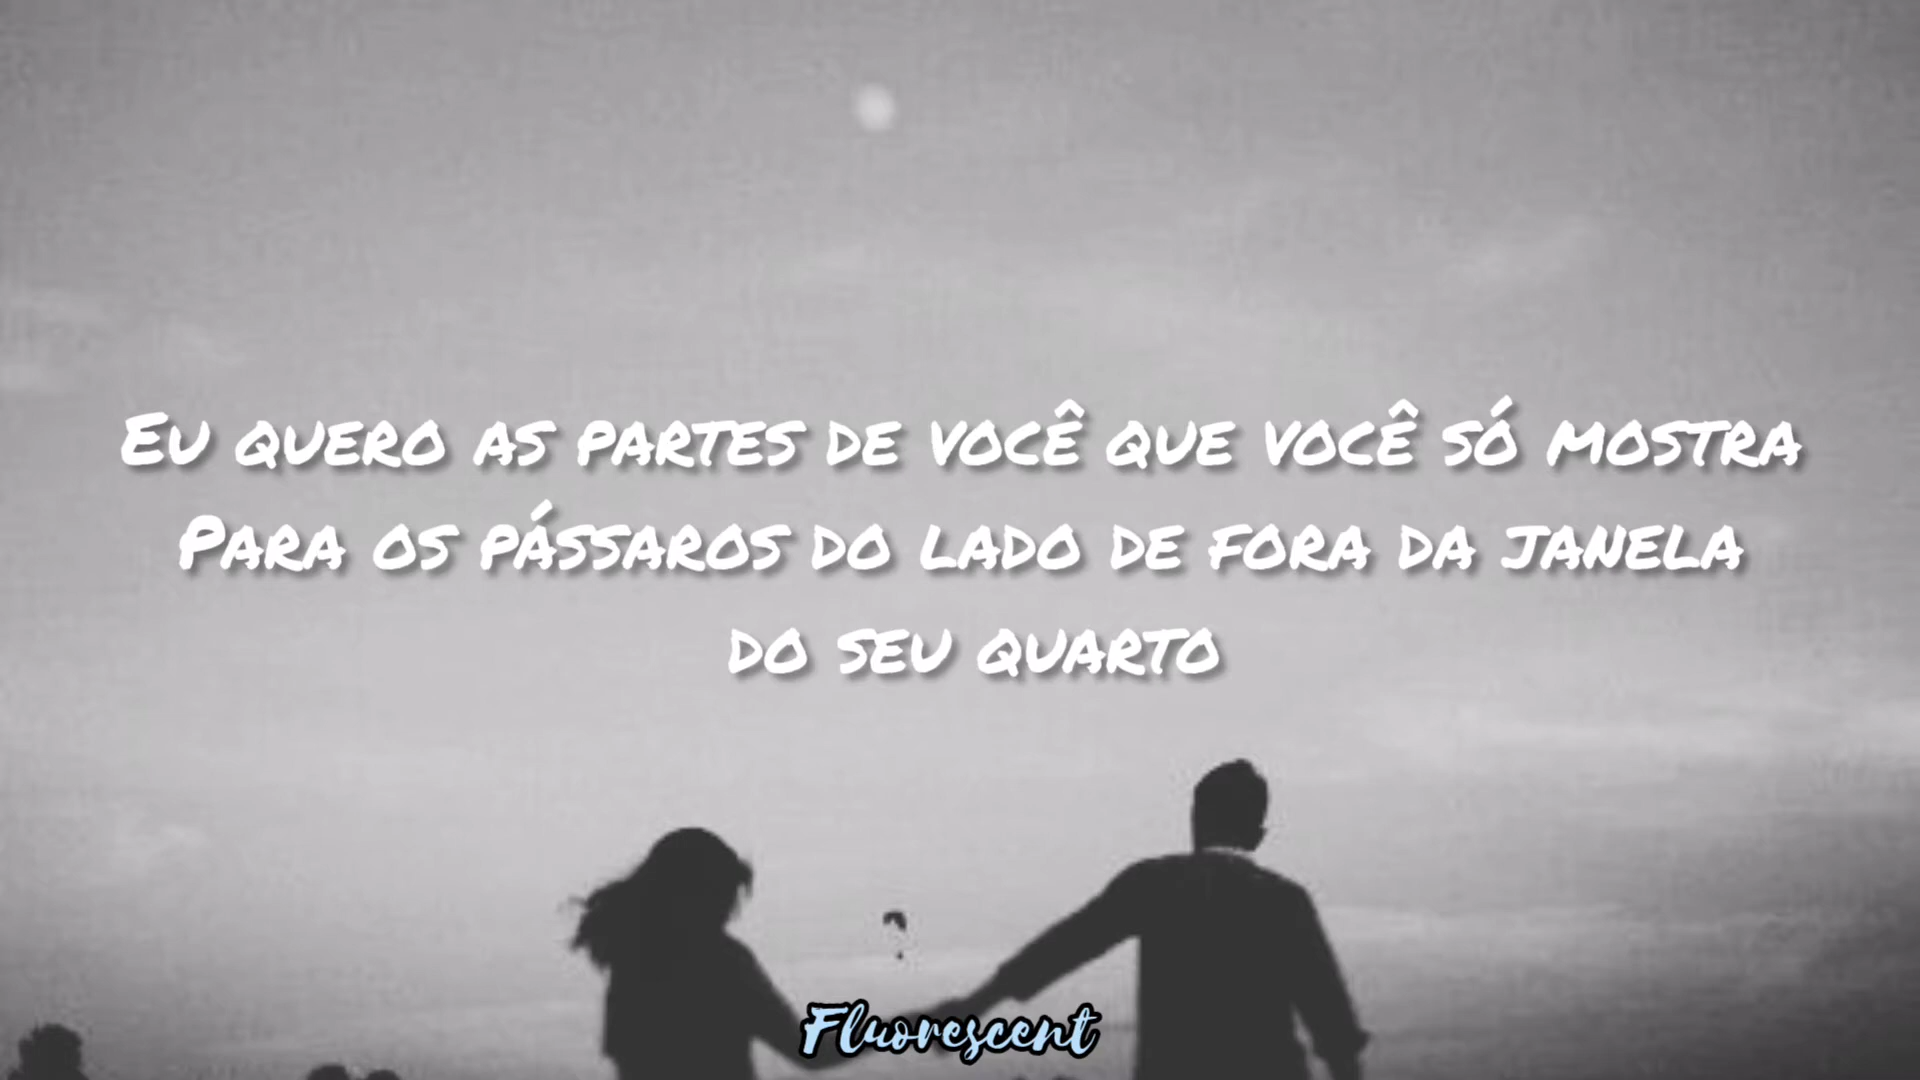 Eu quero as partes de você que você só mostra
Para os pássaros do lado de fora da janela
do seu quarto
Fluorescent